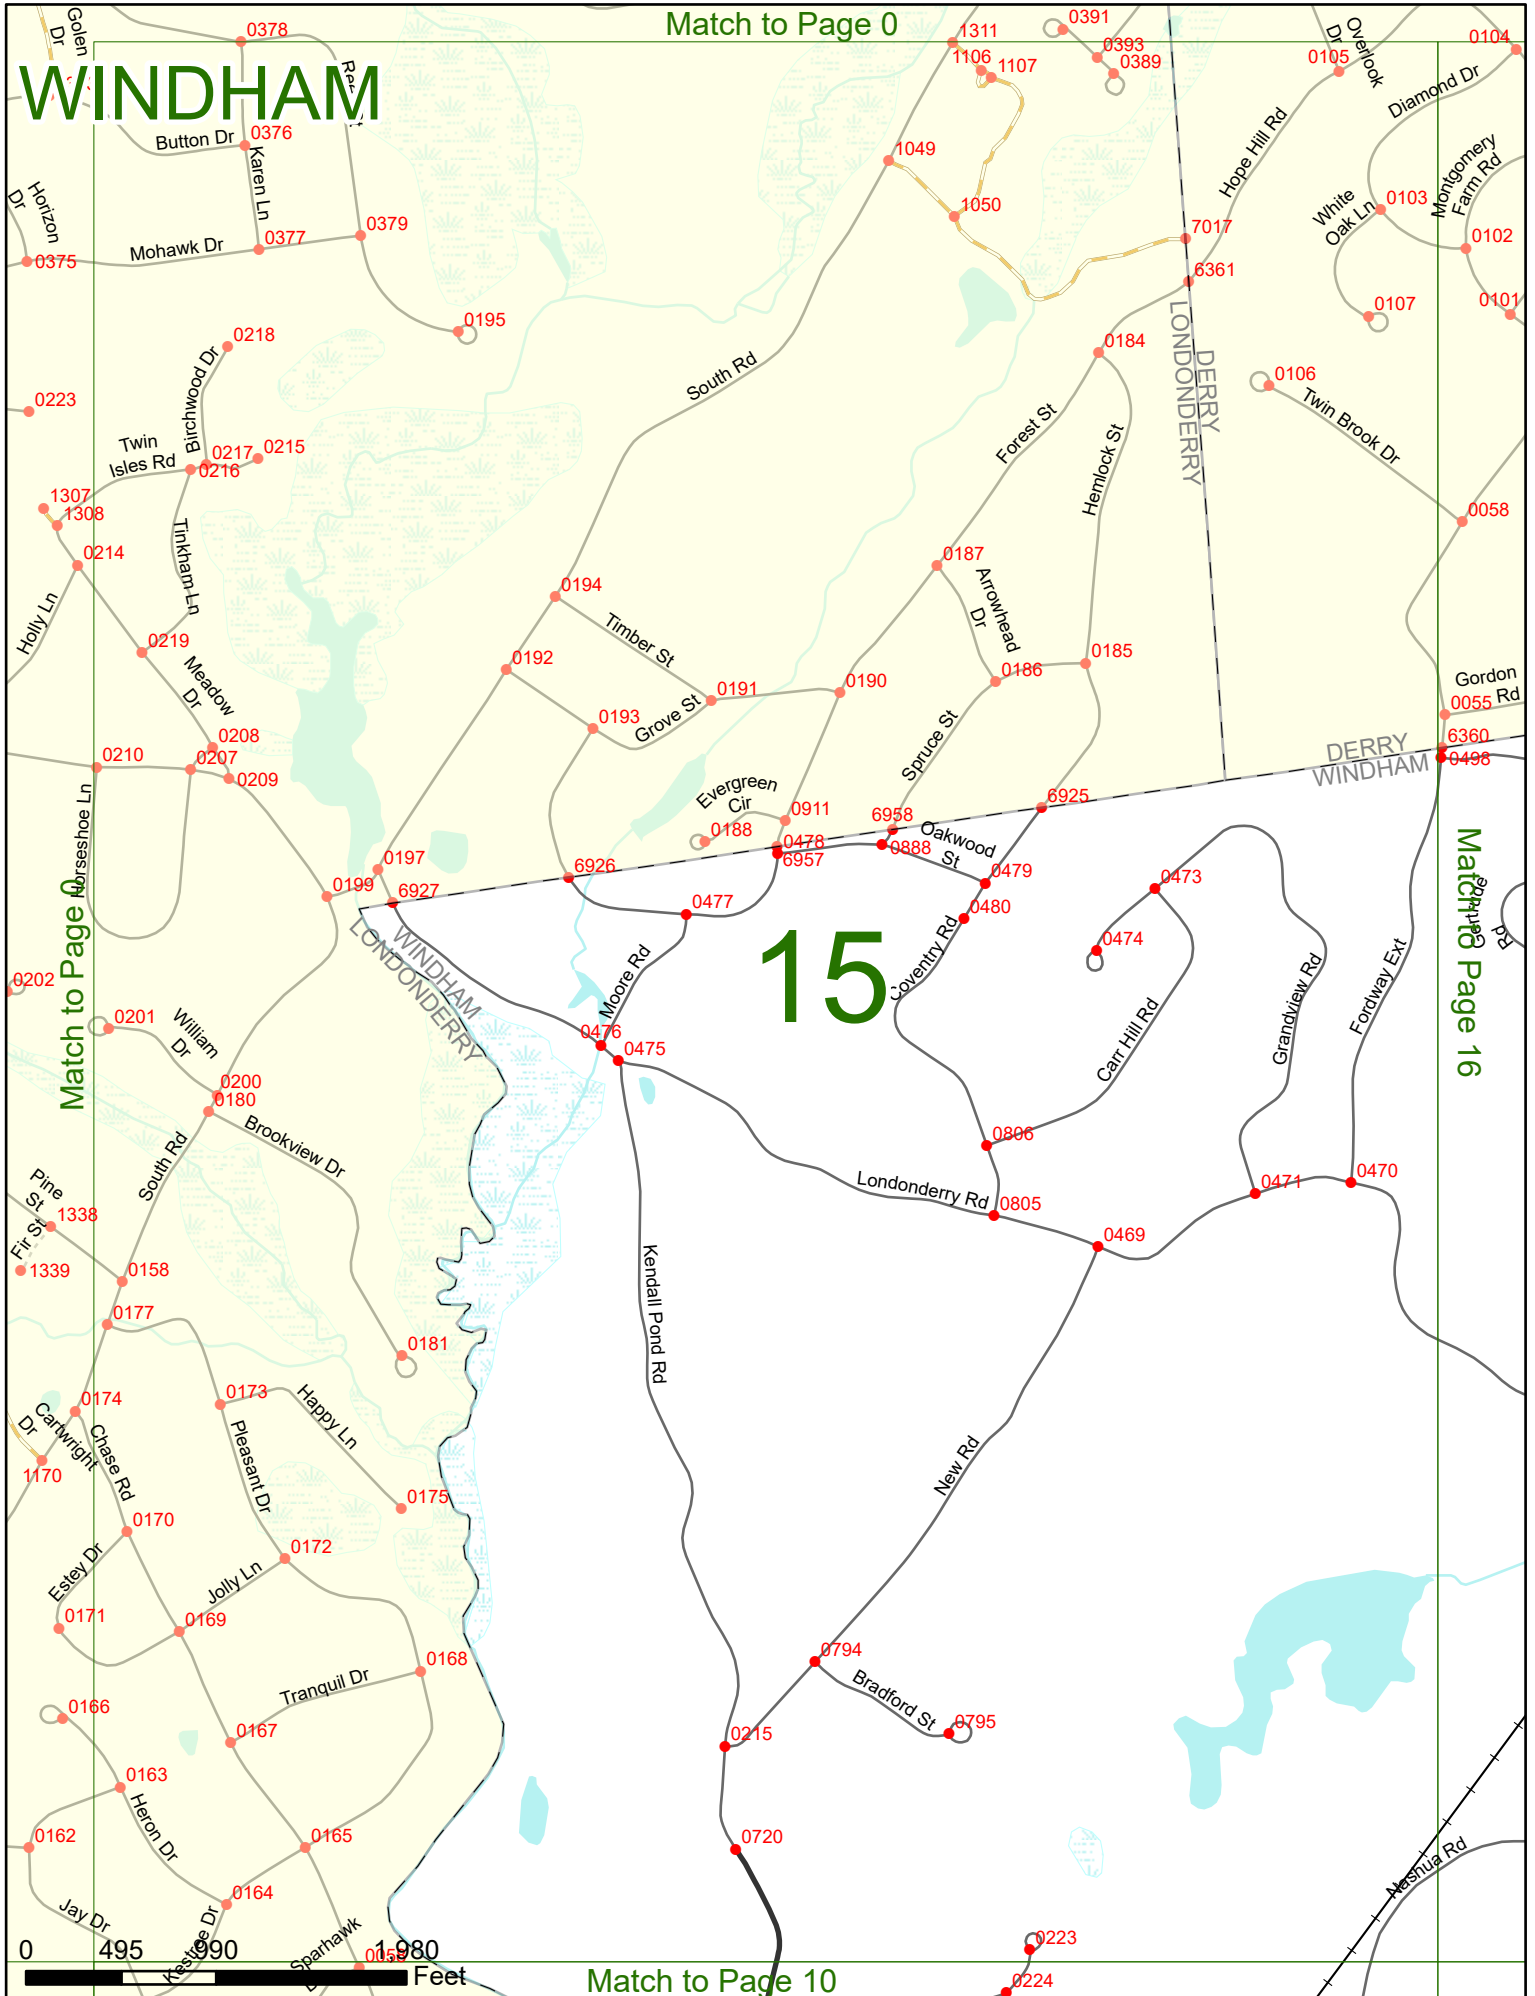 Match to Page 0
WINDHAM
Golen
Dr
0378
1311
0391
1106
1107
0393
0389
Overlook
Dr
0105
0104
Diamond Dr
Button Dr
0376
Karen Ln
1049
Hope Hill Rd
Montgomery
Farm Rd
Horizon
Dr
0375
Mohawk Dr
0377
0379
1050
7017
White
Oak Ln
0103
0102
6361
0107
0101
0218
0195
0184
LONDONDERRY
DERRY
0106
0223
Birchwood Dr
South Rd
Forest St
Hemlock St
Twin Brook Dr
Twin
Isles Rd
0217
0215
0216
1307
1308
0058
0214
Tinkham Ln
0187
Arrowhead
Dr
0194
Holly Ln
Timber St
0219
Meadow
Dr
0192
0191
0190
0186
0185
Gordon
Rd
0055
0193
Grove St
Spruce St
0208
0210
0207
0209
6360
0498
DERRY
WINDHAM
Horseshoe Ln
Evergreen
Cir
0911
0188
6925
6958
Oakwood
St
0888
0478
6957
Match to Page 0
0197
0199
6927
6926
0477
0479
0480
0473
0474
Match to Page 16
Rd
0202
WINDHAM
LONDONDERRY
Moore Rd
15
Coventry Rd
Carr Hill Rd
Grandview Rd
Fordway Ext
0201
William
Dr
0476
0475
0200
0180
Brookview Dr
0806
South Rd
Londonderry Rd
0805
0471
0470
Pine
St
1338
Fir St
1339
0469
0158
Kendall Pond Rd
0177
0181
0174
0173
Happy Ln
Cartwright
Dr
Chase Rd
Pleasant Dr
1170
New Rd
0175
0170
0172
Estey Dr
Jolly Ln
0171
0169
0168
0794
Tranquil Dr
Bradford St
0166
0167
0215
0795
0163
Heron Dr
0162
0165
0720
Nashua Rd
0164
Jay Dr
Kestree Dr
Sparhawk
0223
0 495 990 1,980
Feet
0058
Match to Page 10
0224